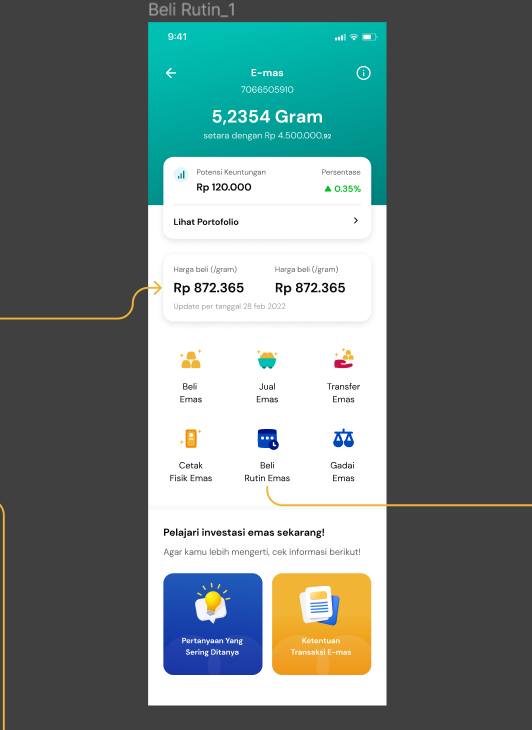 Beli Rutin_1
9:41
E-mas
7066505910
5,2354 Gram
setara dengan Rp 4.500.000,92
Potensi Keuntungan
Persentase
Rp 120.000
0.35%
Lihat Portofolio
Harga beli (/gram)
Harga beli (/gram)
Rp 872.365
Rp 872.365
Update per tanggal 28 feb 2022
Beli
Emas
Jual
Emas
Transfer
Emas
Cetak
Fisik Emas
Beli
Rutin Emas
Gadai
Emas
Pelajari investasi emas sekarang!
Agar kamu lebih mengerti, cek informasi berikut!
Pertanyaan Yang
Sering Ditanya
Ketentuan
Transaksi E-mas